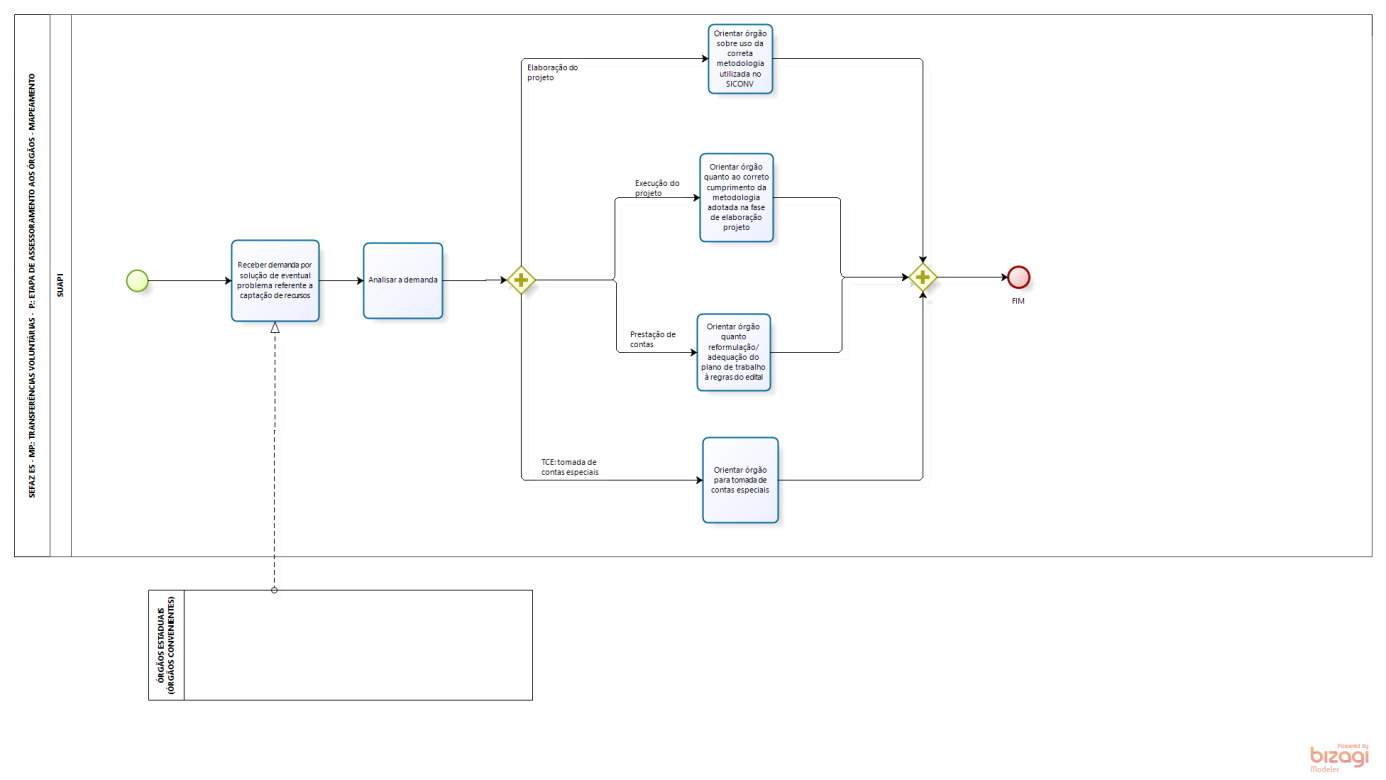 SEFAZ ES - MP.: TRANSFERÊNCIAS VOLUNTÁRIAS - P.: ETAPA DE ASSESSORAMENTO AOS ÓRGÃOS - MAPEAMENTO
SUAPI
Orientar órgão
sobre uso da
correta
metodologia
utilizada no
SICONV
Elaboração do
projeto
Orientar órgão
quanto ao correto
cumprimento da
metodologia
adotada na fase
de elaboração
projeto
Execução do
projeto
Receber demanda por
solução de eventual
problema referente a
captação de recursos
Analisar a demanda
FIM
Prestação de
contas
Orientar órgão
quanto
reformulação/
adequação do
plano de trabalho
à regras do edital
TCE: tomada de
contas especiais
Orientar órgão
para tomada de
contas especiais
ÓRGÃOS ESTADUAIS
(ÓRGÃOS CONVENENTES)
Powered by
bizagi
Modeler